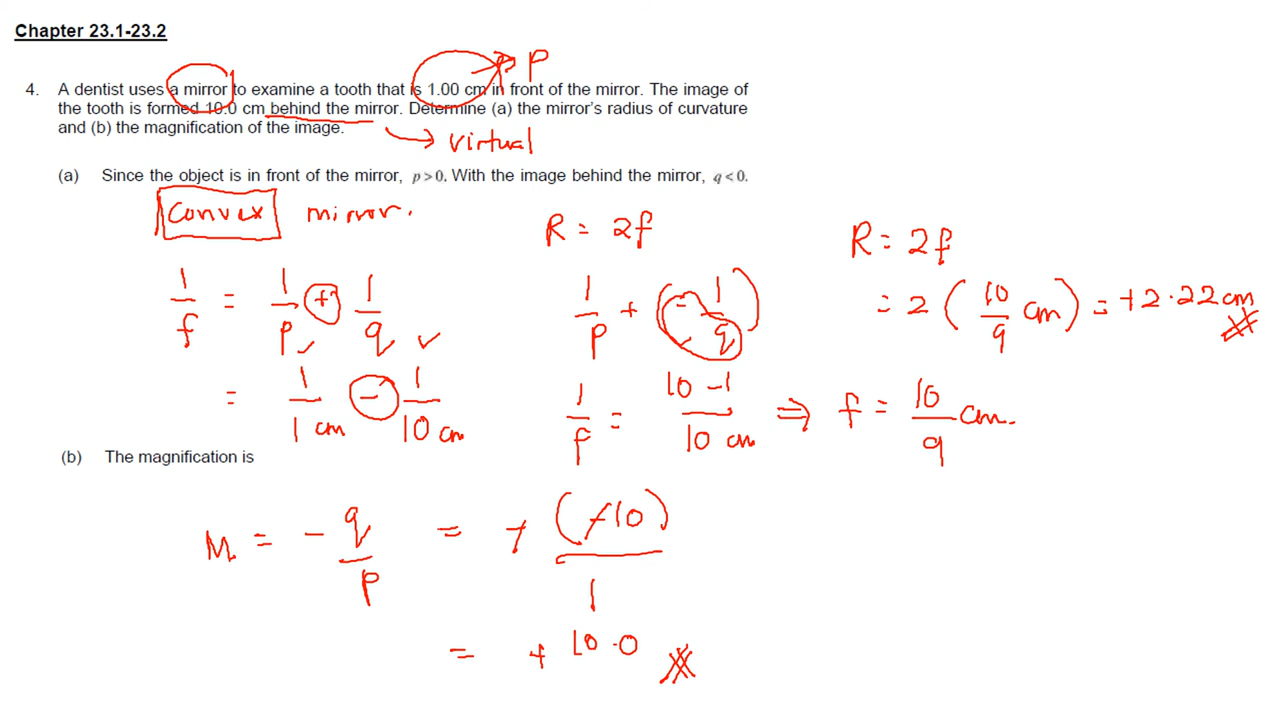 Chapter 23.1-23.2
p
4. A dentist uses a mirror to examine a tooth that is 1.00 cm in front of the mirror. The image of
the tooth is formed 10.0 cm behind the mirror. Determine (a) the mirror's radius of curvature
and (b) the magnification of the image.
virtual
(a) Since the object is in front of the mirror, p > 0. With the image behind the mirror, q < 0.
Convex mirror.
1/f = 1/p + 1/q
= 1/1 cm - 1/10 cm
R = 2f
1/p + (- 1/q)
1/f = 10 - 1/10 cm ⇒ f = 10/9 cm.
R = 2f
= 2 (10/9 cm) = +2.22 cm
(b) The magnification is
M = - q/p = + (+10)/1
= + 10.0